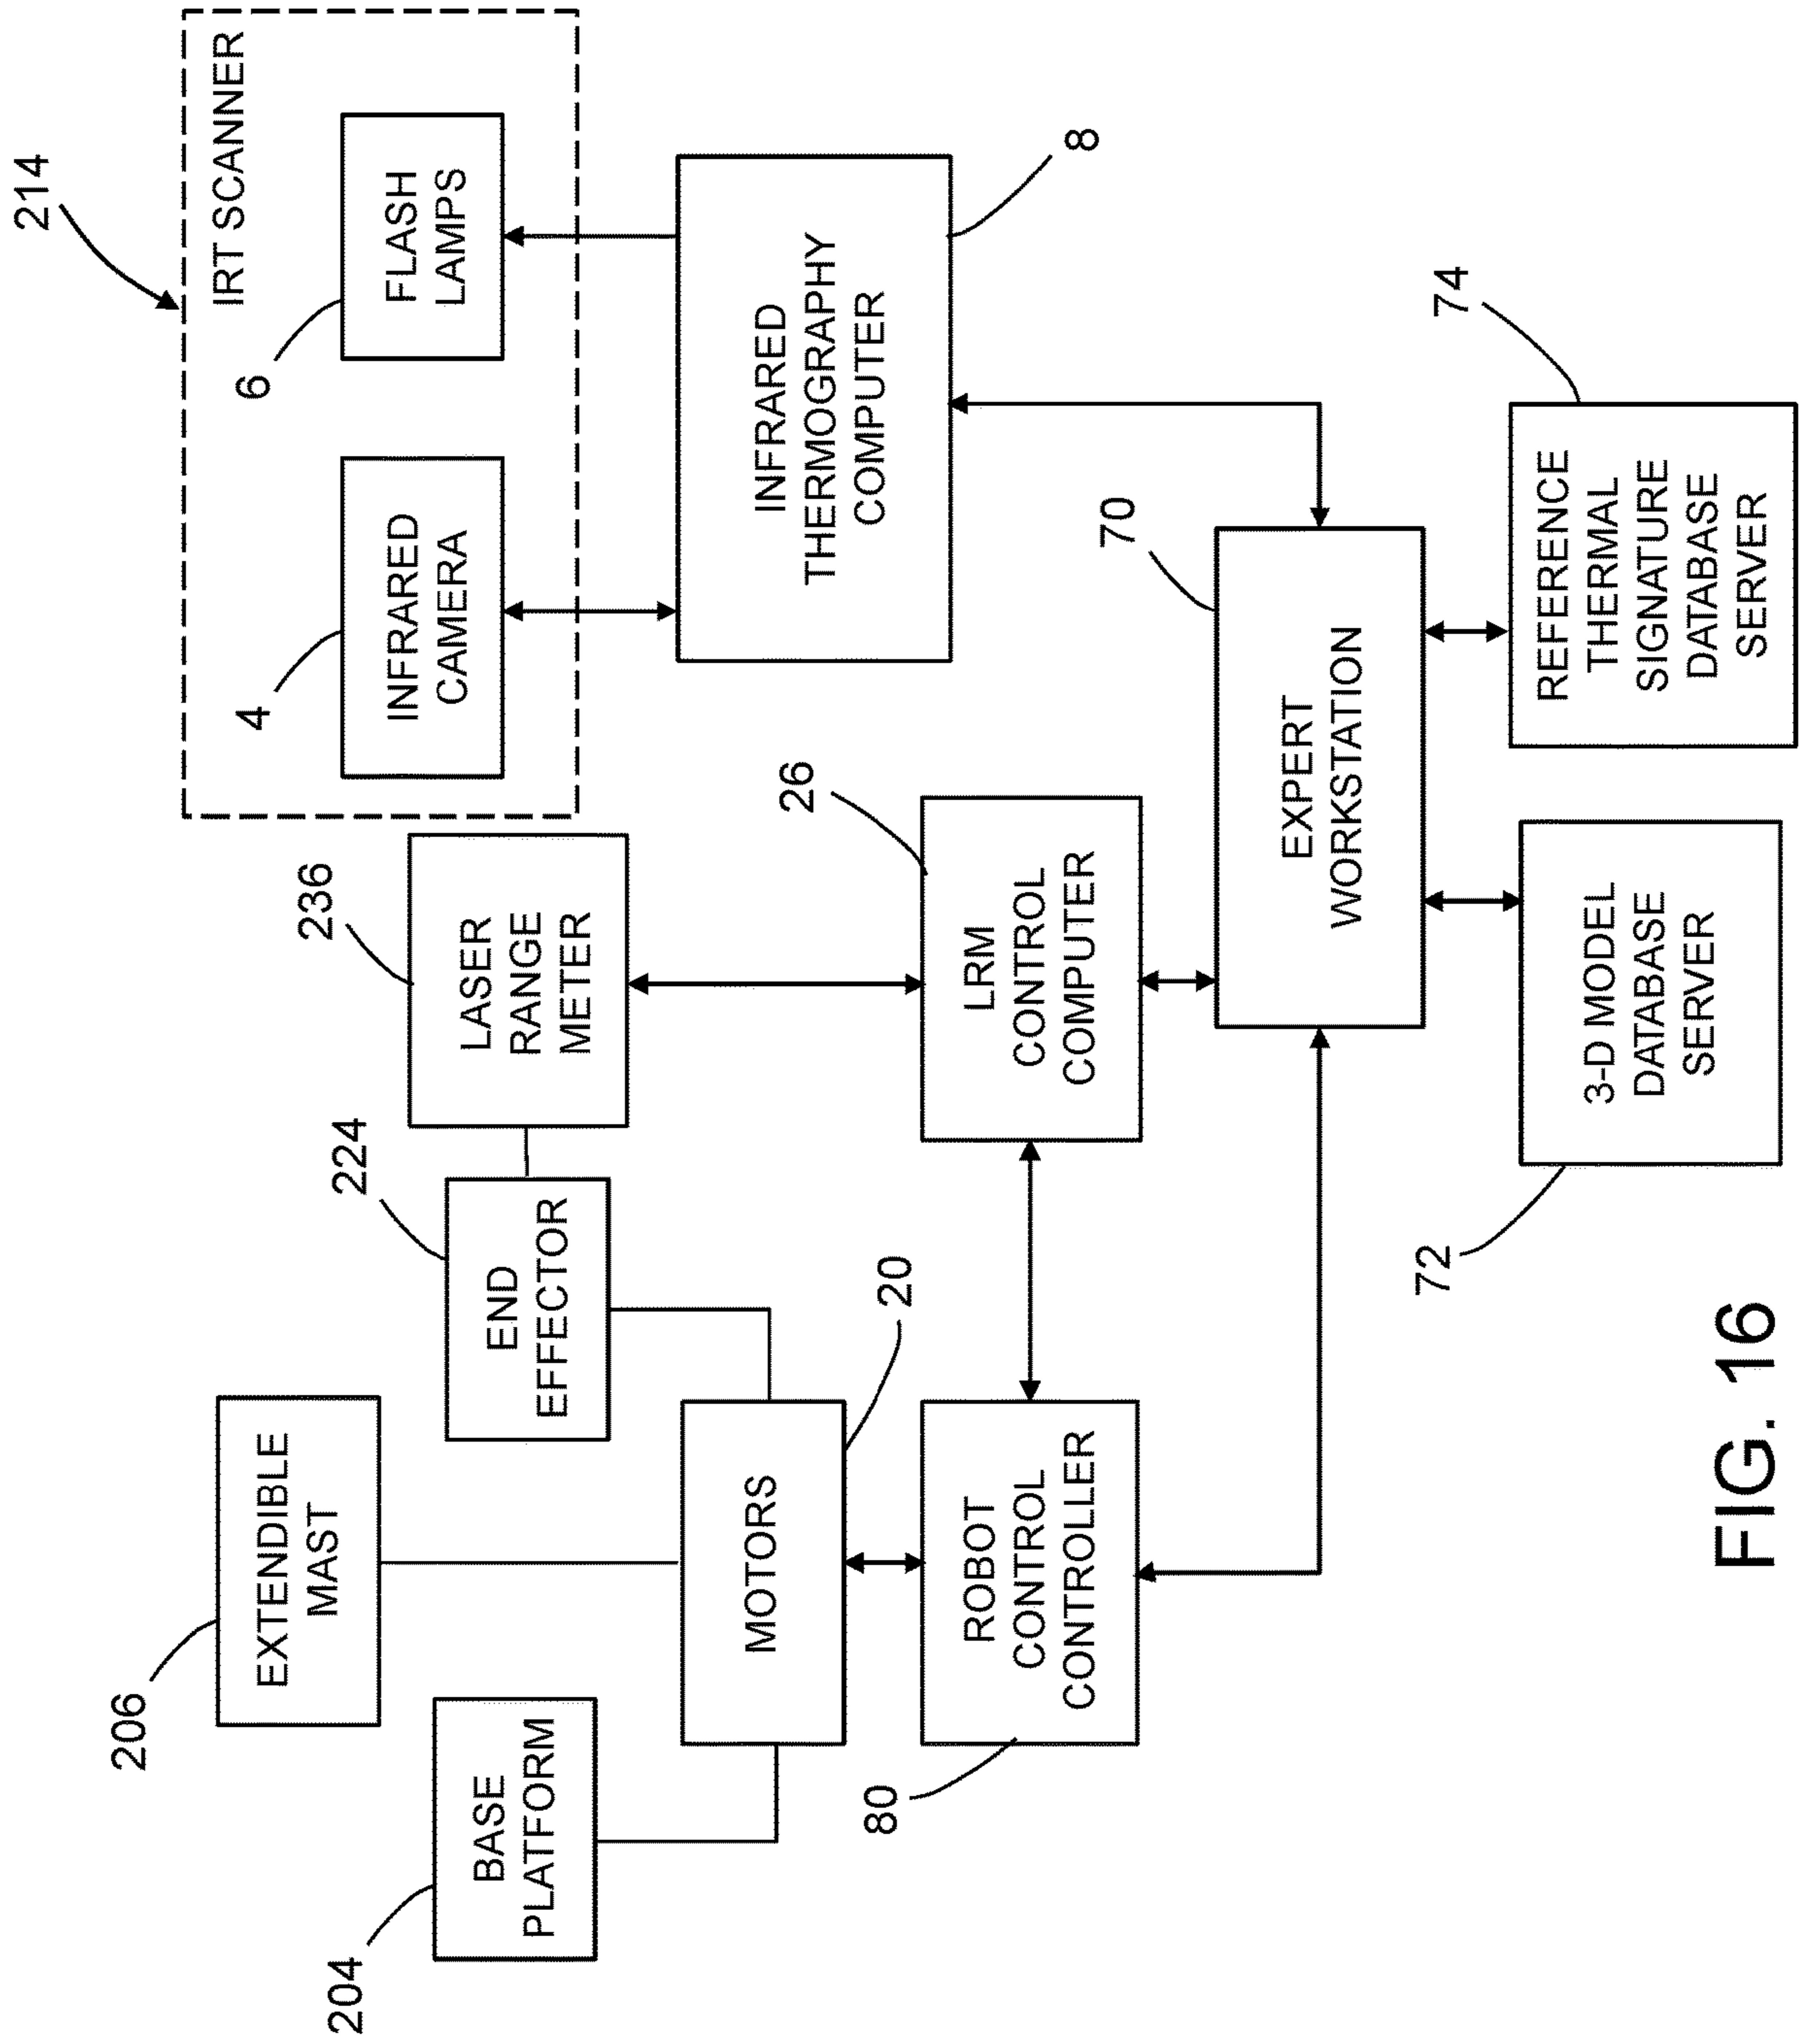 214
IRT SCANNER
206
EXTENDIBLE
MAST
4
INFRARED
CAMERA
6
FLASH
LAMPS
204
BASE
PLATFORM
224
END
EFFECTOR
236
LASER
RANGE
METER
MOTORS
20
INFRARED
THERMOGRAPHY
COMPUTER
8
80
ROBOT
CONTROL
CONTROLLER
26
LRM
CONTROL
COMPUTER
70
EXPERT
WORKSTATION
72
3-D MODEL
DATABASE
SERVER
74
REFERENCE
THERMAL
SIGNATURE
DATABASE
SERVER
FIG. 16